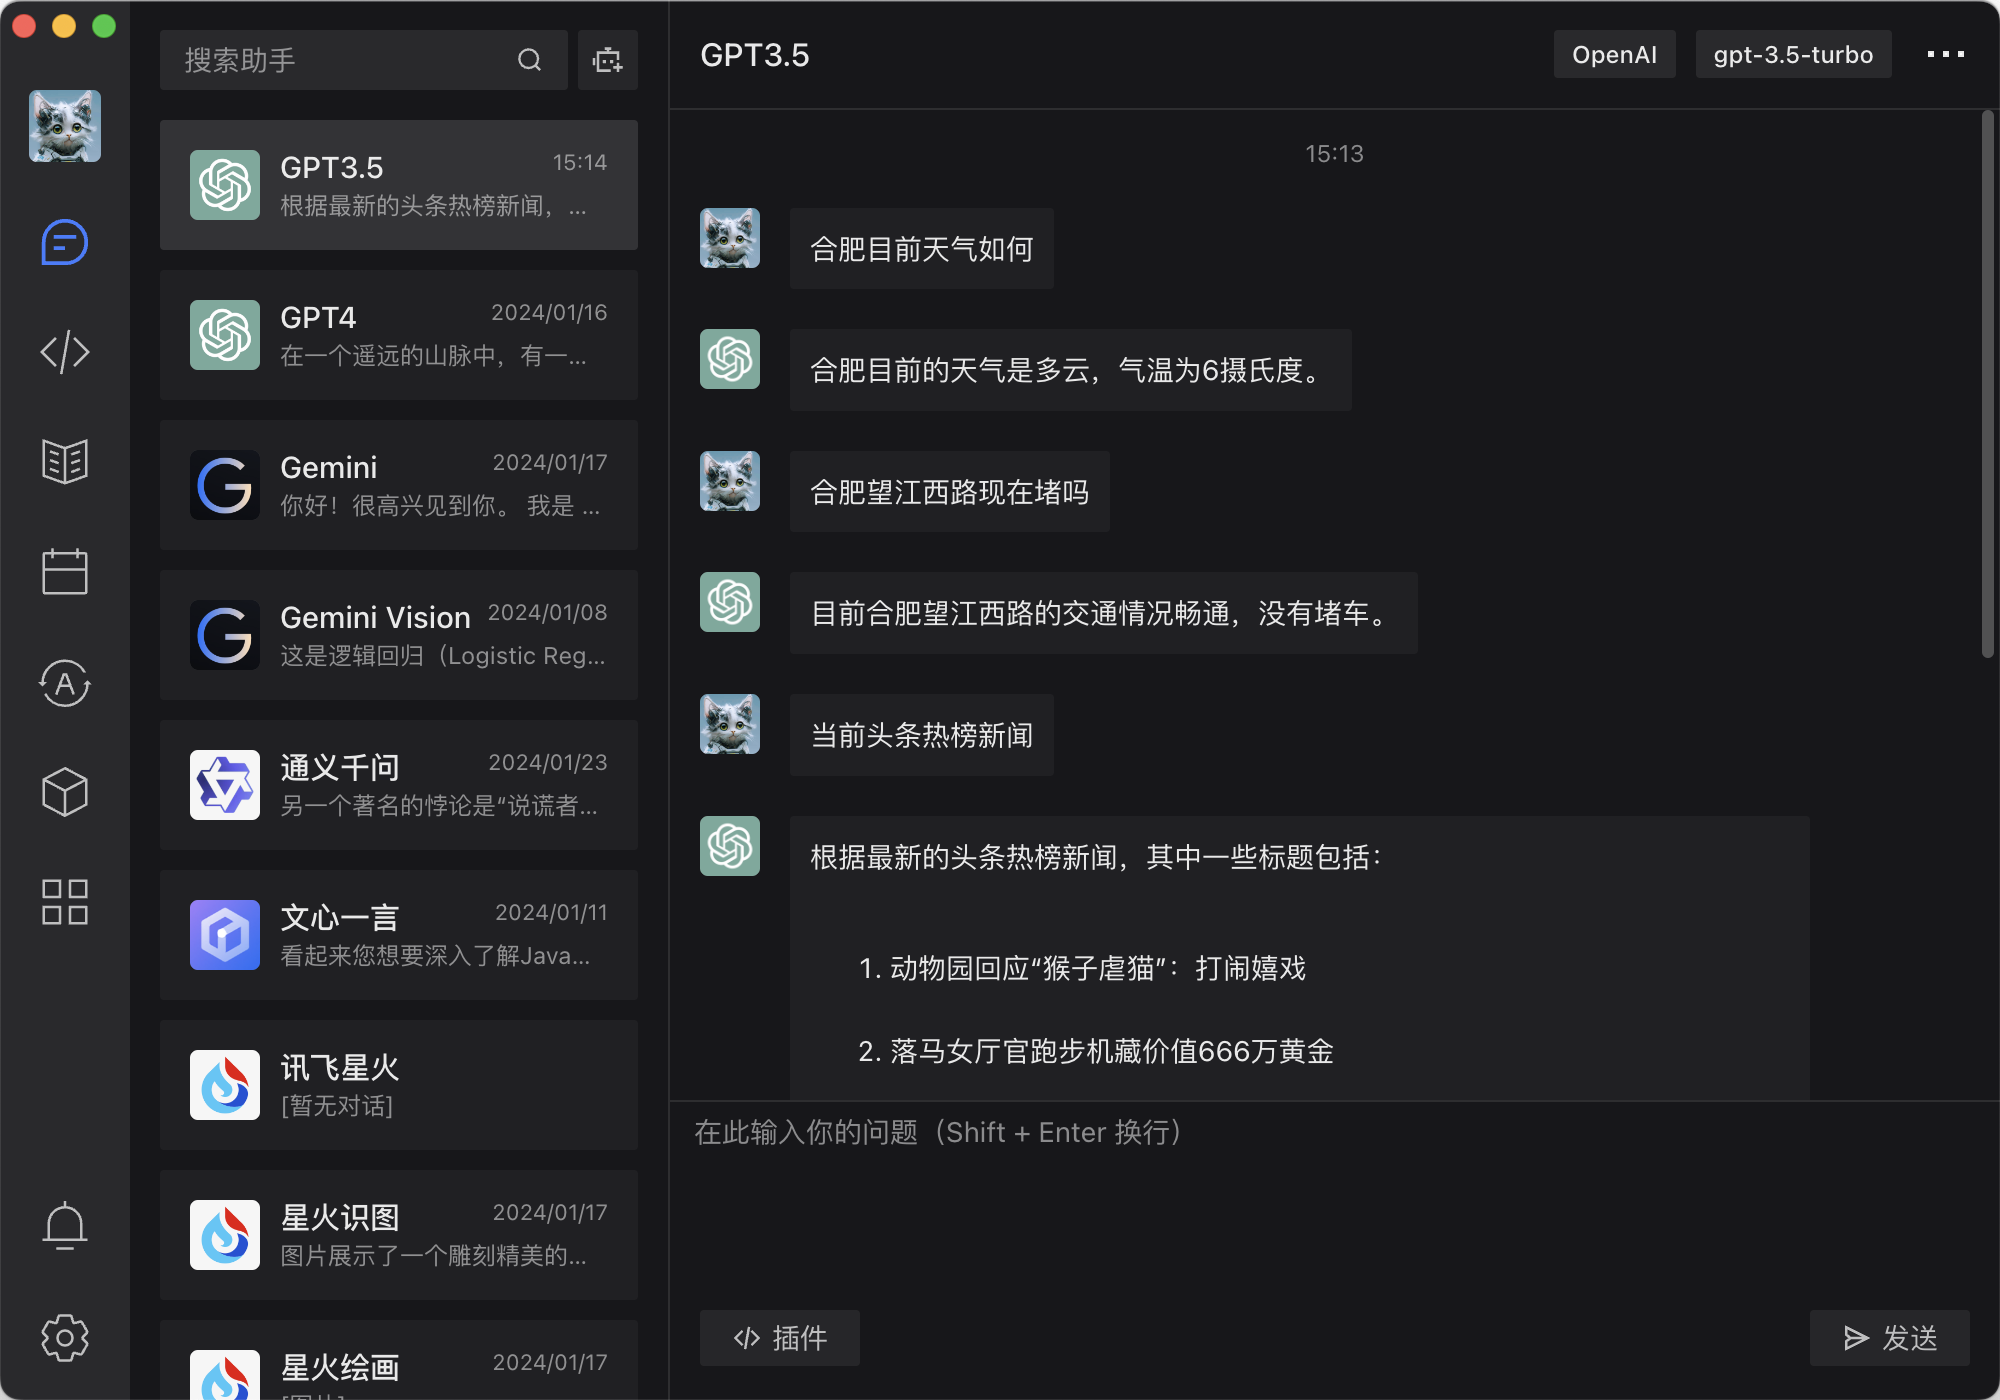 搜索助手
GPT3.5
15:14
根据最新的头条热榜新闻，...
GPT4
2024/01/16
在一个遥远的山脉中，有一...
Gemini
2024/01/17
你好！很高兴见到你。 我是 ...
Gemini Vision
2024/01/08
这是逻辑回归（Logistic Reg...
通义千问
2024/01/23
另一个著名的悖论是“说谎者...
文心一言
2024/01/11
看起来您想要深入了解Java...
讯飞星火
[暂无对话]
星火识图
2024/01/17
图片展示了一个雕刻精美的...
星火绘画
2024/01/17
GPT3.5
OpenAI
gpt-3.5-turbo
15:13
合肥目前天气如何
合肥目前的天气是多云，气温为6摄氏度。
合肥望江西路现在堵吗
目前合肥望江西路的交通情况畅通，没有堵车。
当前头条热榜新闻
根据最新的头条热榜新闻，其中一些标题包括：
1. 动物园回应“猴子虐猫”：打闹嬉戏
2. 落马女厅官跑步机藏价值666万黄金
在此输入你的问题（Shift + Enter 换行）
插件
发送